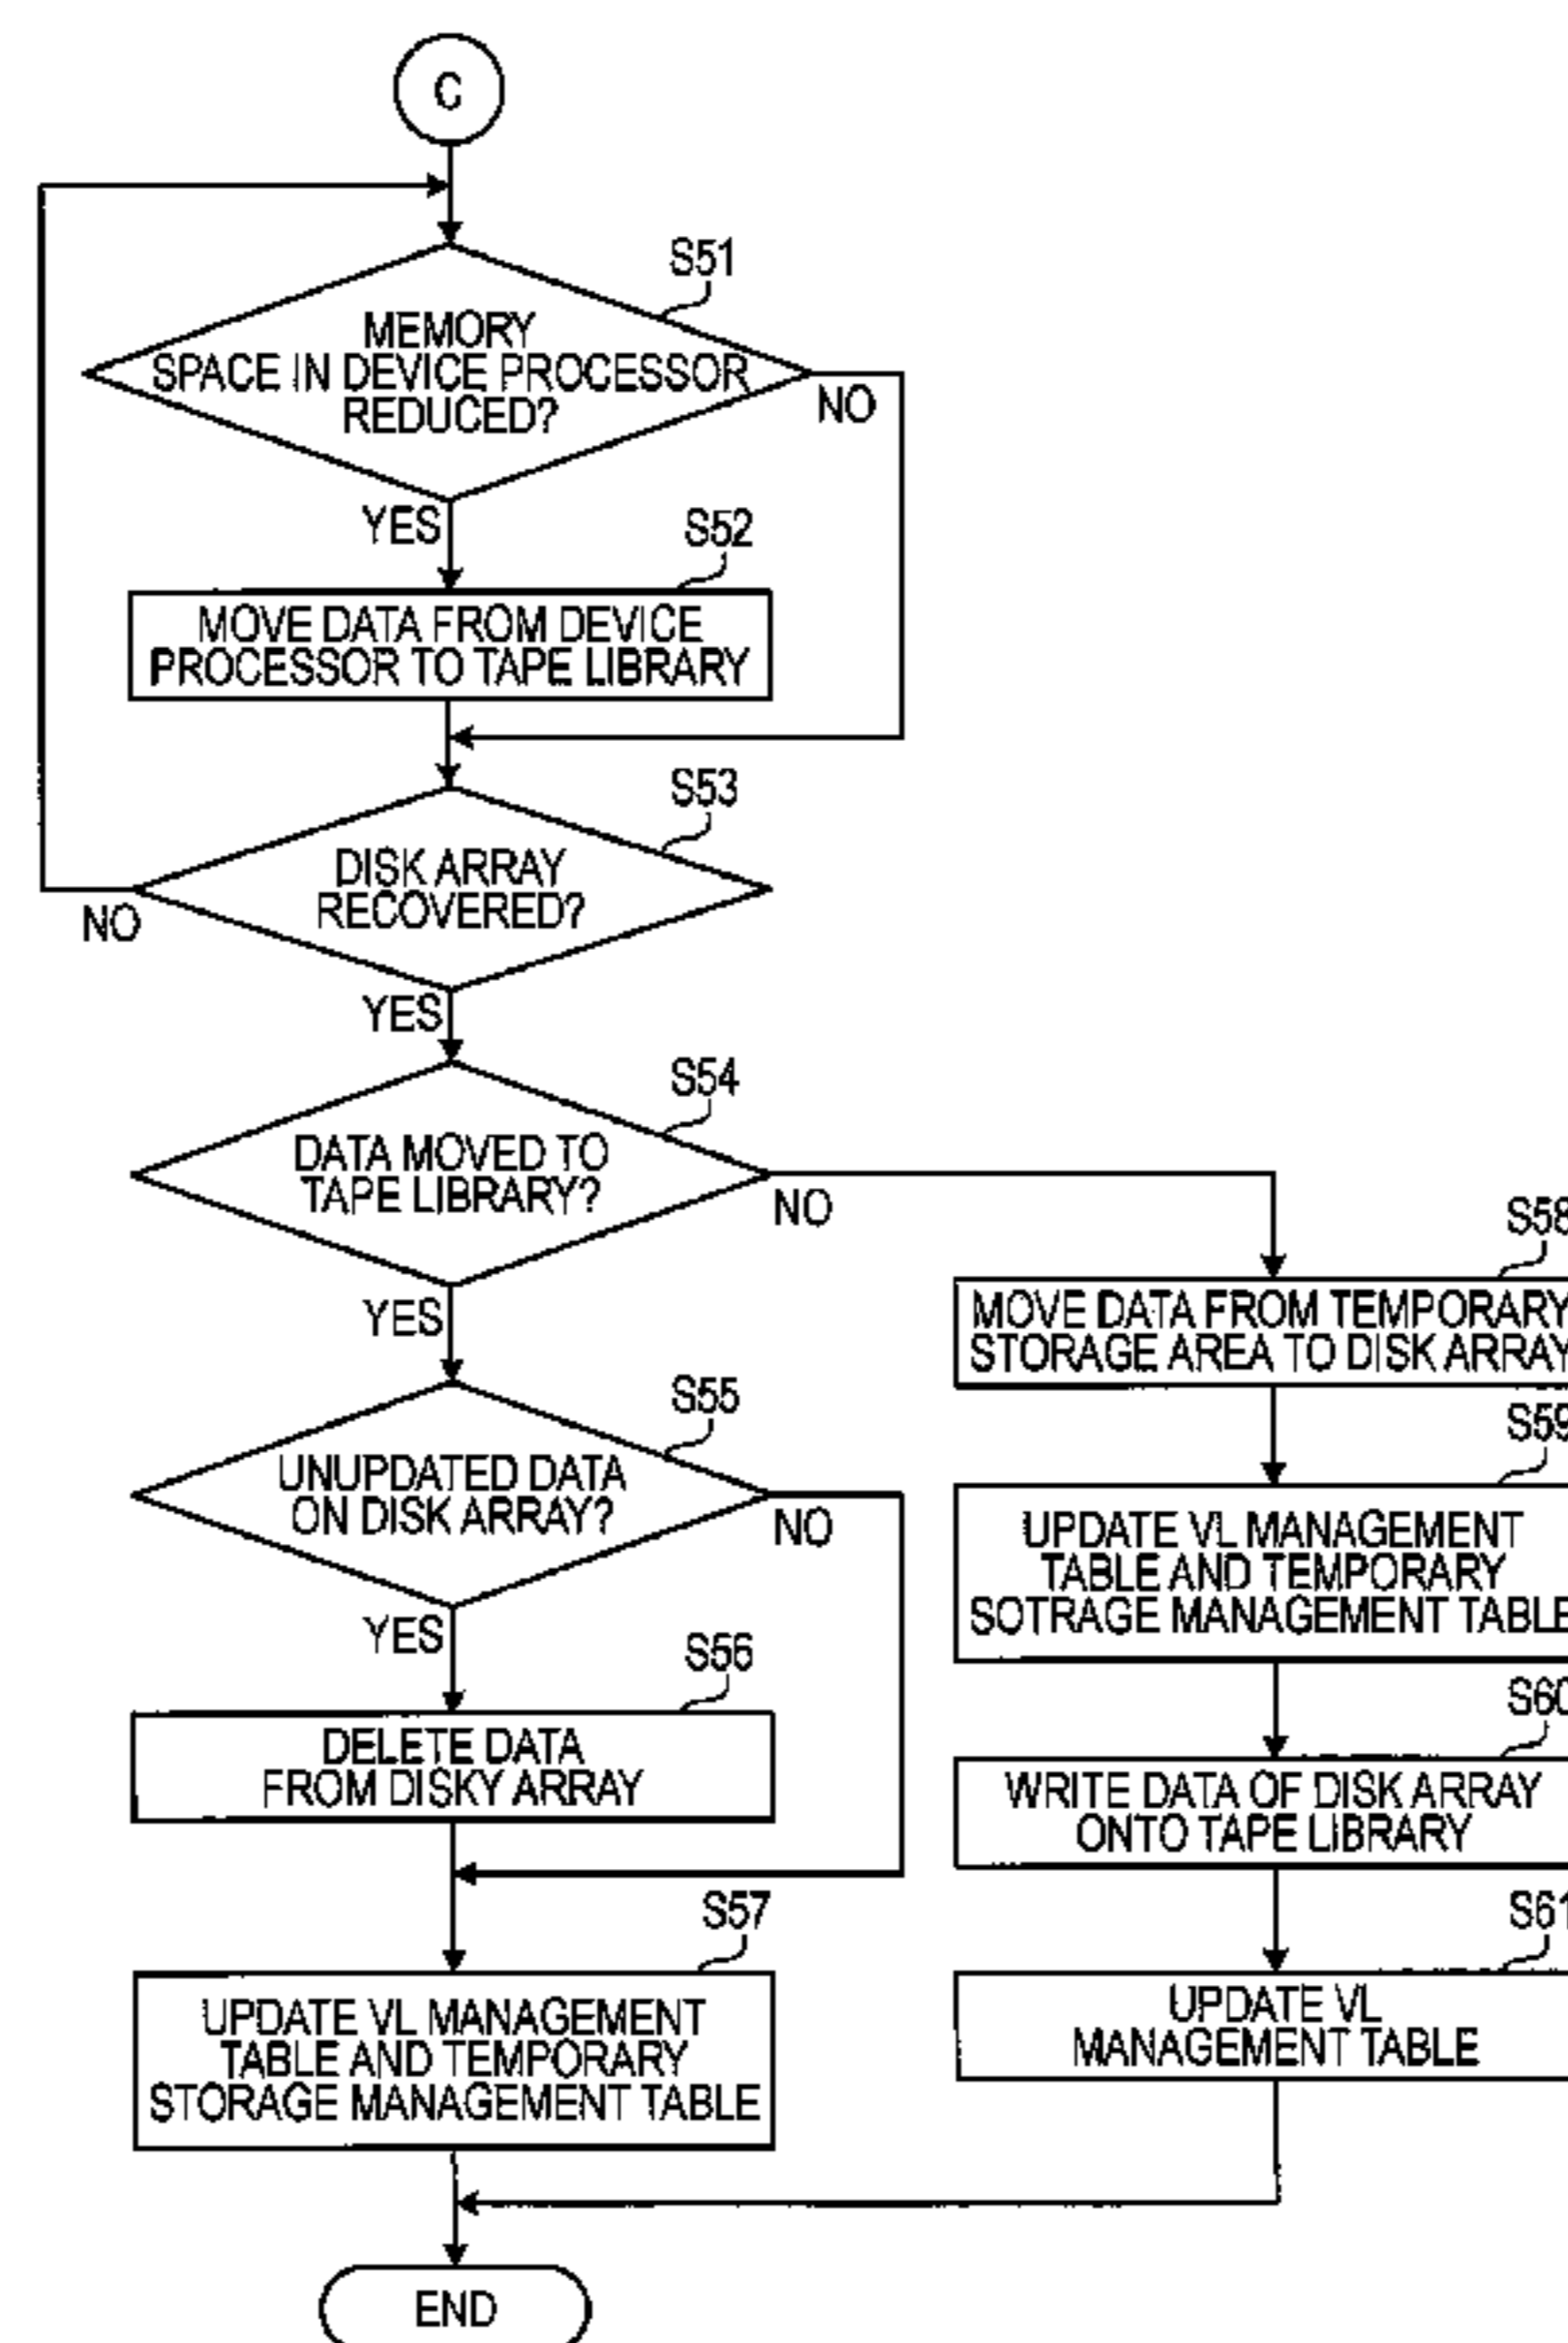 C
S51
MEMORY
SPACE IN DEVICE PROCESSOR
REDUCED?
NO
YES
S52
MOVE DATA FROM DEVICE
PROCESSOR TO TAPE LIBRARY
S53
DISK ARRAY
RECOVERED?
NO
YES
S54
DATA MOVED TO
TAPE LIBRARY?
NO
YES
S55
UNUPDATED DATA
ON DISK ARRAY?
NO
YES
S56
DELETE DATA
FROM DISKY ARRAY
S57
UPDATE VL MANAGEMENT
TABLE AND TEMPORARY
STORAGE MANAGEMENT TABLE
S58
MOVE DATA FROM TEMPORARY
STORAGE AREA TO DISK ARRAY
S59
UPDATE VL MANAGEMENT
TABLE AND TEMPORARY
SOTRAGE MANAGEMENT TABLE
S60
WRITE DATA OF DISK ARRAY
ONTO TAPE LIBRARY
S61
UPDATE VL
MANAGEMENT TABLE
END